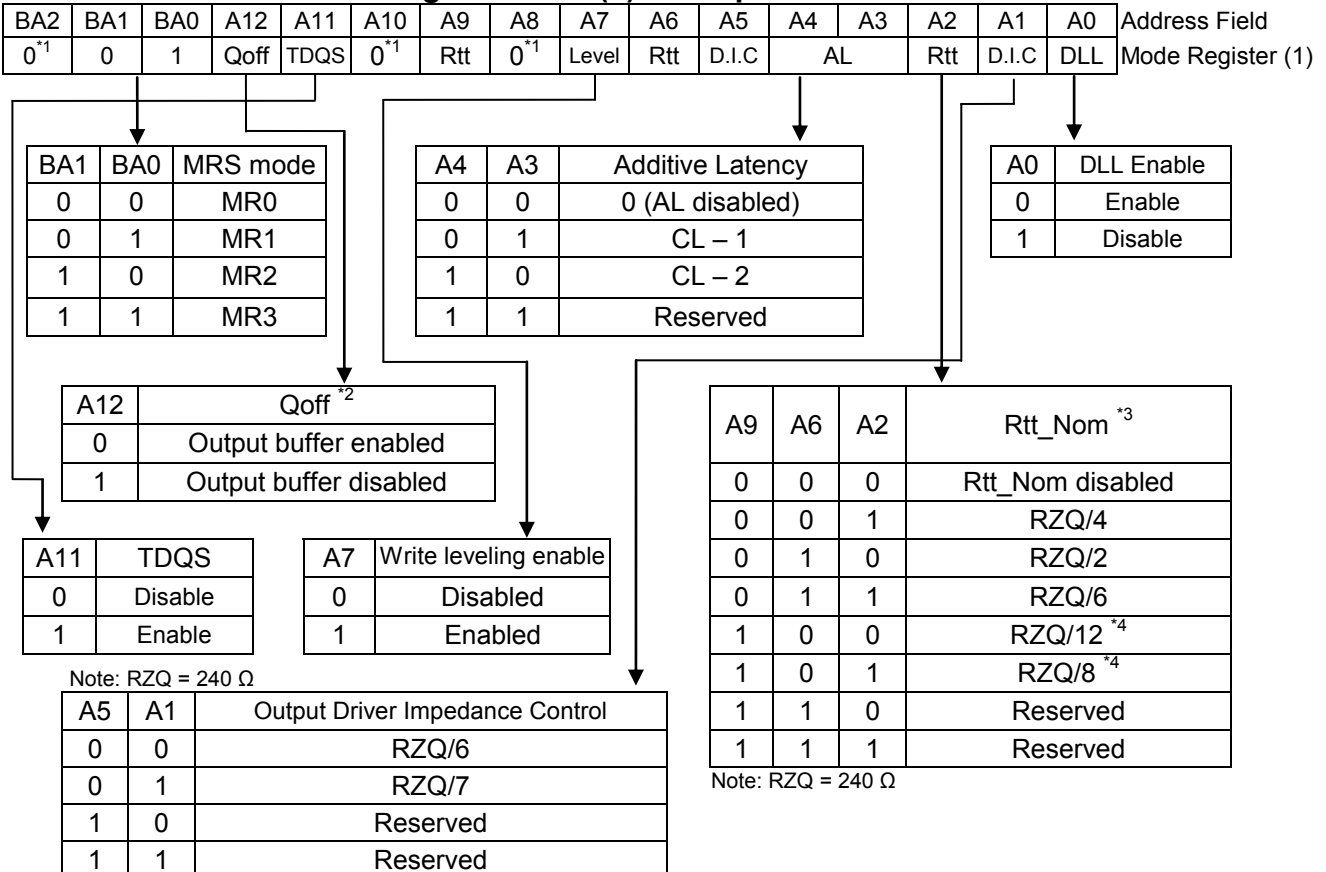 BA2 BA1 BA0 A12 A11 A10 A9 A8 A7 A6 A5 A4 A3 A2 A1 A0 Address Field
0*1 0 1 Qoff TDQS 0*1 Rtt 0*1 Level Rtt D.I.C AL Rtt D.I.C DLL Mode Register (1)
BA1 BA0 MRS mode
0 0 MR0
0 1 MR1
1 0 MR2
1 1 MR3
A4 A3 Additive Latency
0 0 0 (AL disabled)
0 1 CL – 1
1 0 CL – 2
1 1 Reserved
A0 DLL Enable
0 Enable
1 Disable
A12 Qoff *2
0 Output buffer enabled
1 Output buffer disabled
A9 A6 A2 Rtt_Nom *3
0 0 0 Rtt_Nom disabled
0 0 1 RZQ/4
0 1 0 RZQ/2
0 1 1 RZQ/6
1 0 0 RZQ/12 *4
1 0 1 RZQ/8 *4
1 1 0 Reserved
1 1 1 Reserved
Note: RZQ = 240 Ω
A11 TDQS
0 Disable
1 Enable
A7 Write leveling enable
0 Disabled
1 Enabled
Note: RZQ = 240 Ω
A5 A1 Output Driver Impedance Control
0 0 RZQ/6
0 1 RZQ/7
1 0 Reserved
1 1 Reserved